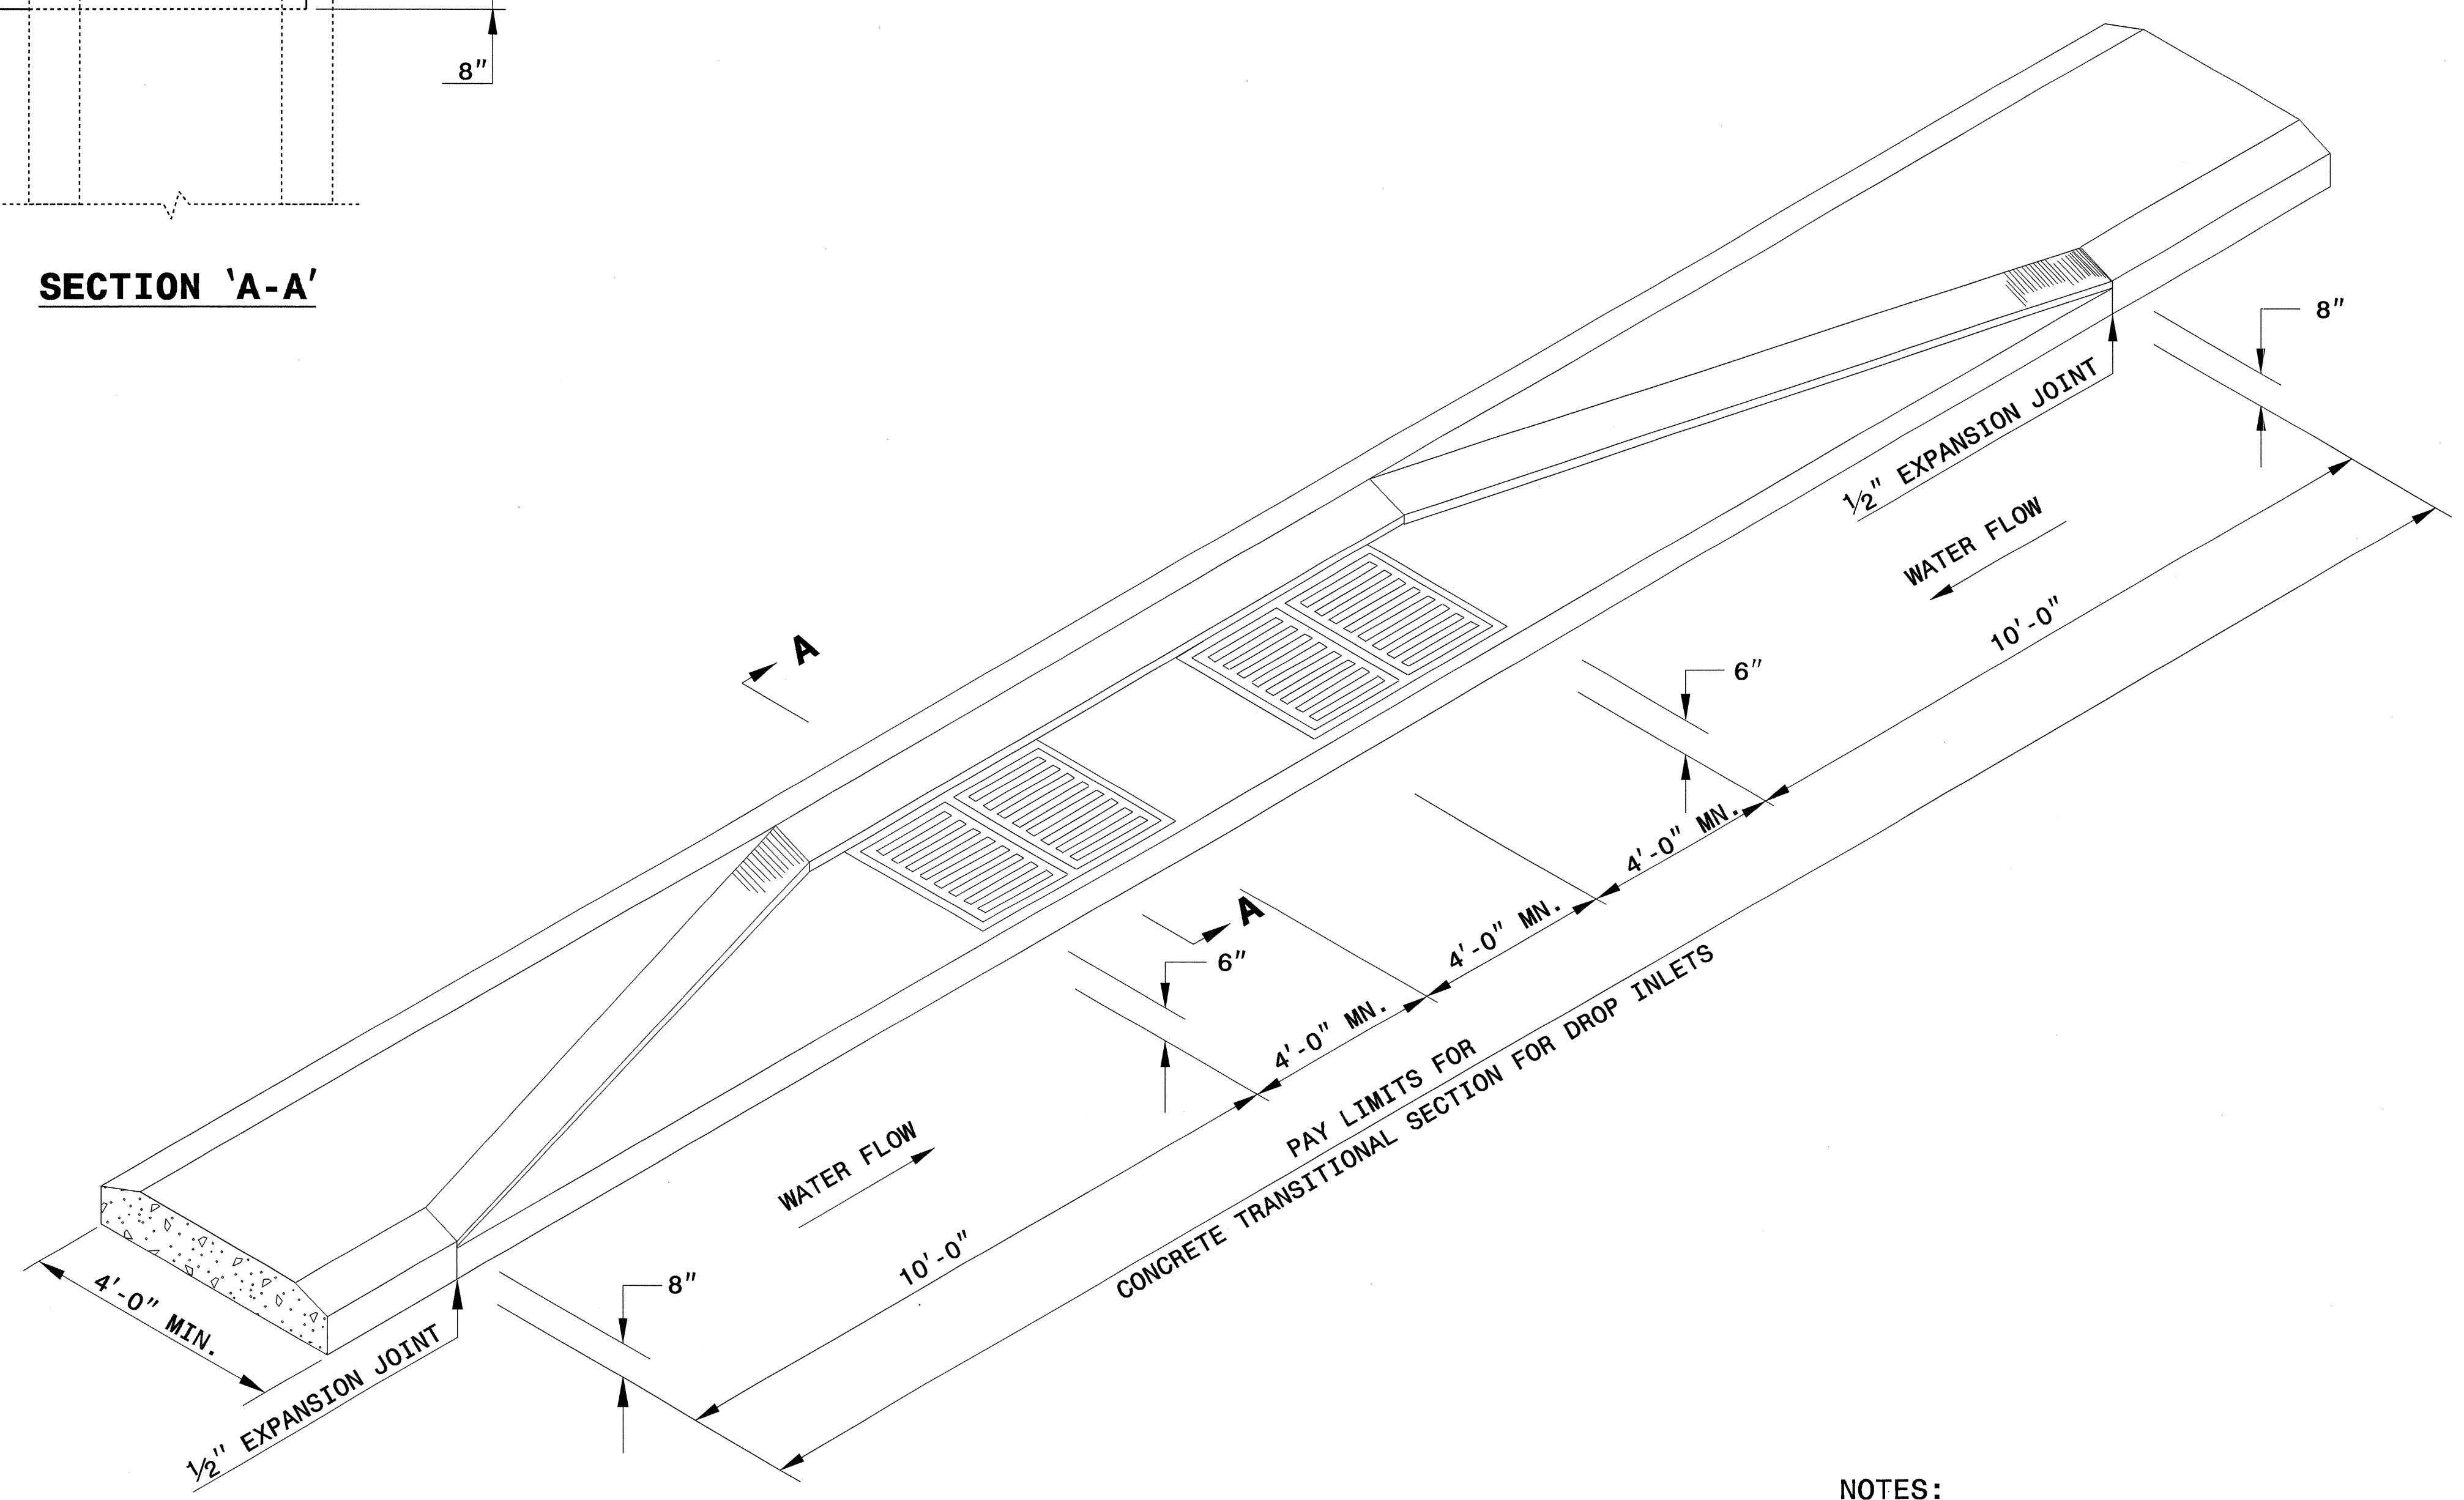 8"
SECTION 'A-A'
8"
1/2" EXPANSION JOINT
WATER FLOW
10'-0"
A
6"
4'-0" MN.
A
4'-0" MN.
6"
4'-0" MN.
PAY LIMITS FOR
CONCRETE TRANSITIONAL SECTION FOR DROP INLETS
WATER FLOW
10'-0"
8"
4'-0" MIN.
1/2" EXPANSION JOINT
NOTES: